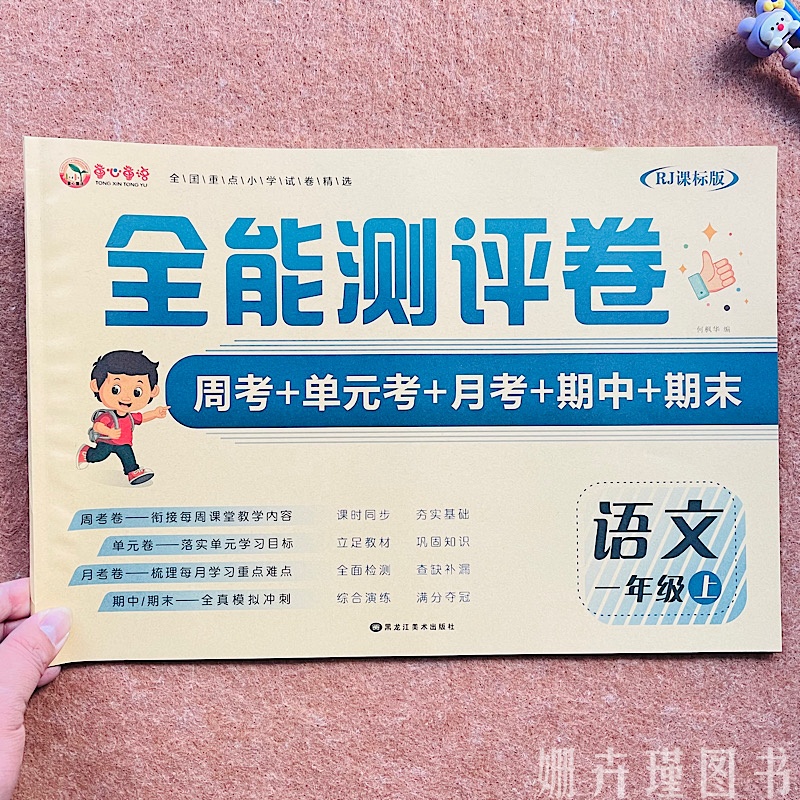 童心童语
TONG XIN TONG YU
全国重点小学试卷精选
RJ课标版
全能测评卷
何枫华 编
周考+单元考+月考+期中+期末
周考卷——衔接每周课堂教学内容 课时同步 夯实基础
单元卷——落实单元学习目标 立足教材 巩固知识
月考卷——梳理每月学习重点难点 全面检测 查缺补漏
期中/期末——全真模拟冲刺 综合演练 满分夺冠
语文
一年级上
黑龙江美术出版社
姗卉瑾图书